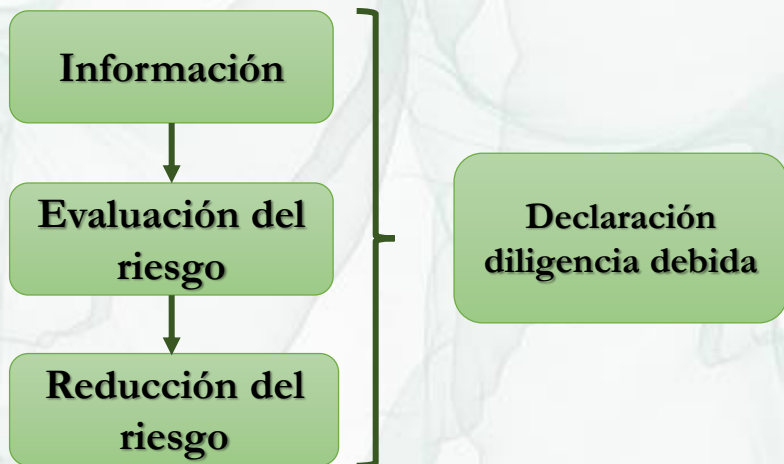 Información
Evaluación del
riesgo
Reducción del
riesgo
Declaración
diligencia debida